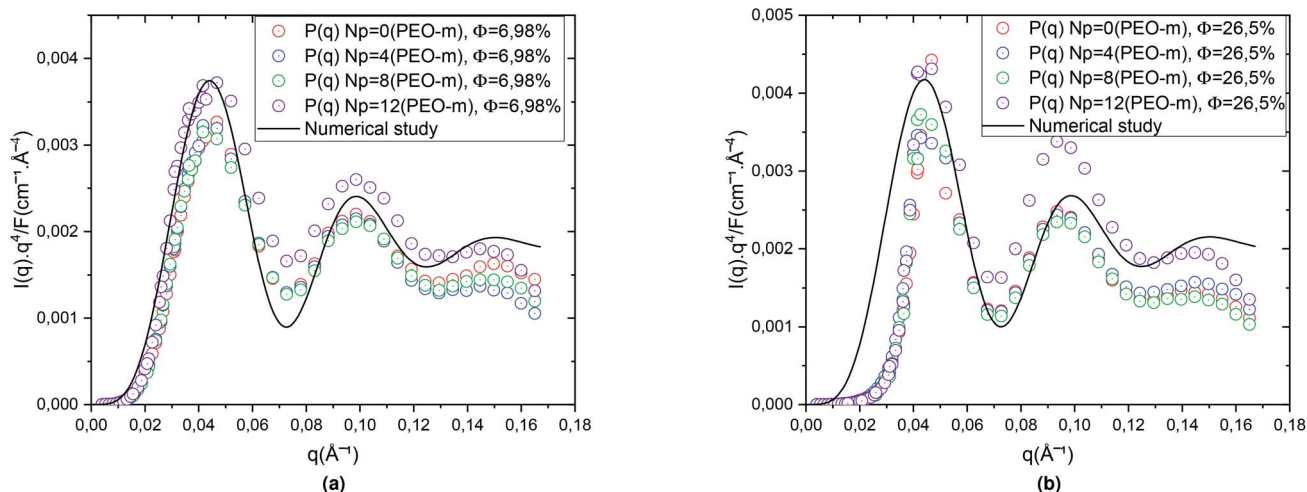 P(q) Np=0(PEO-m), Φ=6,98%
P(q) Np=4(PEO-m), Φ=6,98%
P(q) Np=8(PEO-m), Φ=6,98%
P(q) Np=12(PEO-m), Φ=6,98%
Numerical study
0,004
0,003
0,002
0,001
0,000
I(q).q⁴/F(cm⁻¹.Å⁻⁴)
0,00 0,02 0,04 0,06 0,08 0,10 0,12 0,14 0,16 0,18
q(Å⁻¹)
(a)
P(q) Np=0(PEO-m), Φ=26,5%
P(q) Np=4(PEO-m), Φ=26,5%
P(q) Np=8(PEO-m), Φ=26,5%
P(q) Np=12(PEO-m), Φ=26,5%
Numerical study
0,005
0,004
0,003
0,002
0,001
0,000
I(q).q⁴/F(cm⁻¹.Å⁻⁴)
0,00 0,02 0,04 0,06 0,08 0,10 0,12 0,14 0,16 0,18
q(Å⁻¹)
(b)